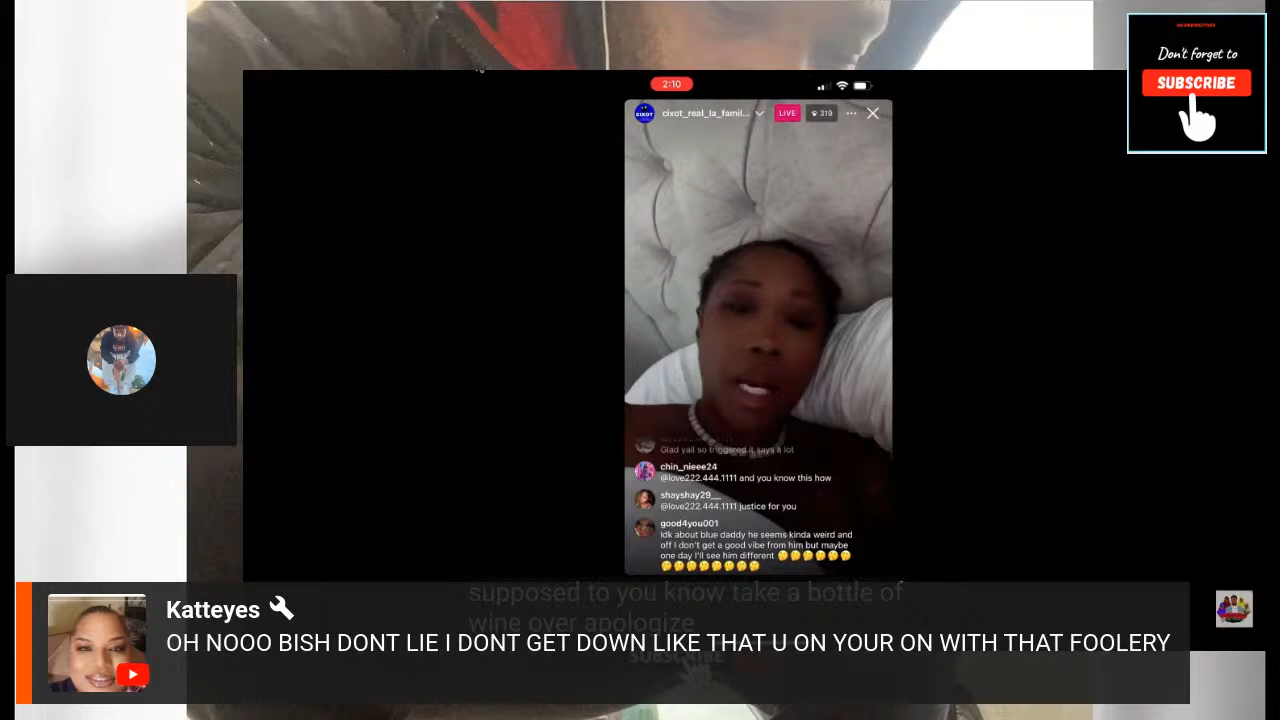 Don't forget to
SUBSCRIBE
2:10
cixot_real_la_famil...
LIVE
319
CIXOT
Glad yall so triggered it says a lot
chin_nieee24
@love222.444.1111 and you know this how
shayshay29__
@love222.444.1111 justice for you
good4you001
Idk about blue daddy he seems kinda weird and
off I don't get a good vibe from him but maybe
one day I'll see him different 🤔🤔🤔🤔🤔🤔
🤔🤔🤔🤔🤔🤔🤔🤔
supposed to you know take a bottle of
wine over apologize
SUBSCRIBE
Katteyes
OH NOOO BISH DONT LIE I DONT GET DOWN LIKE THAT U ON YOUR ON WITH THAT FOOLERY